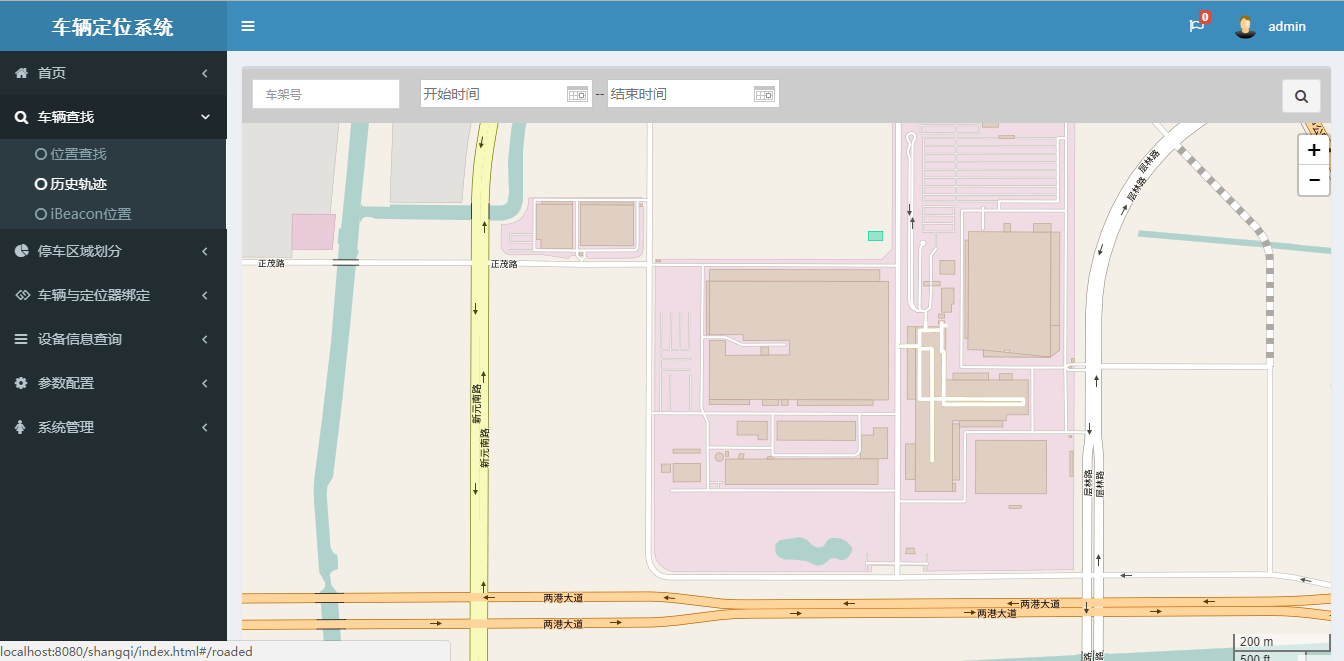 车辆定位系统
0
admin
首页
车辆查找
位置查找
历史轨迹
iBeacon位置
停车区域划分
车辆与定位器绑定
设备信息查询
参数配置
系统管理
车架号
开始时间
--
结束时间
+
−
层林路
层林路
正茂路
正茂路
新元南路
新元南路
层林路
层林路
两港大道
两港大道
两港大道
两港大道
200 m
500 ft
localhost:8080/shangqi/index.html#/roaded